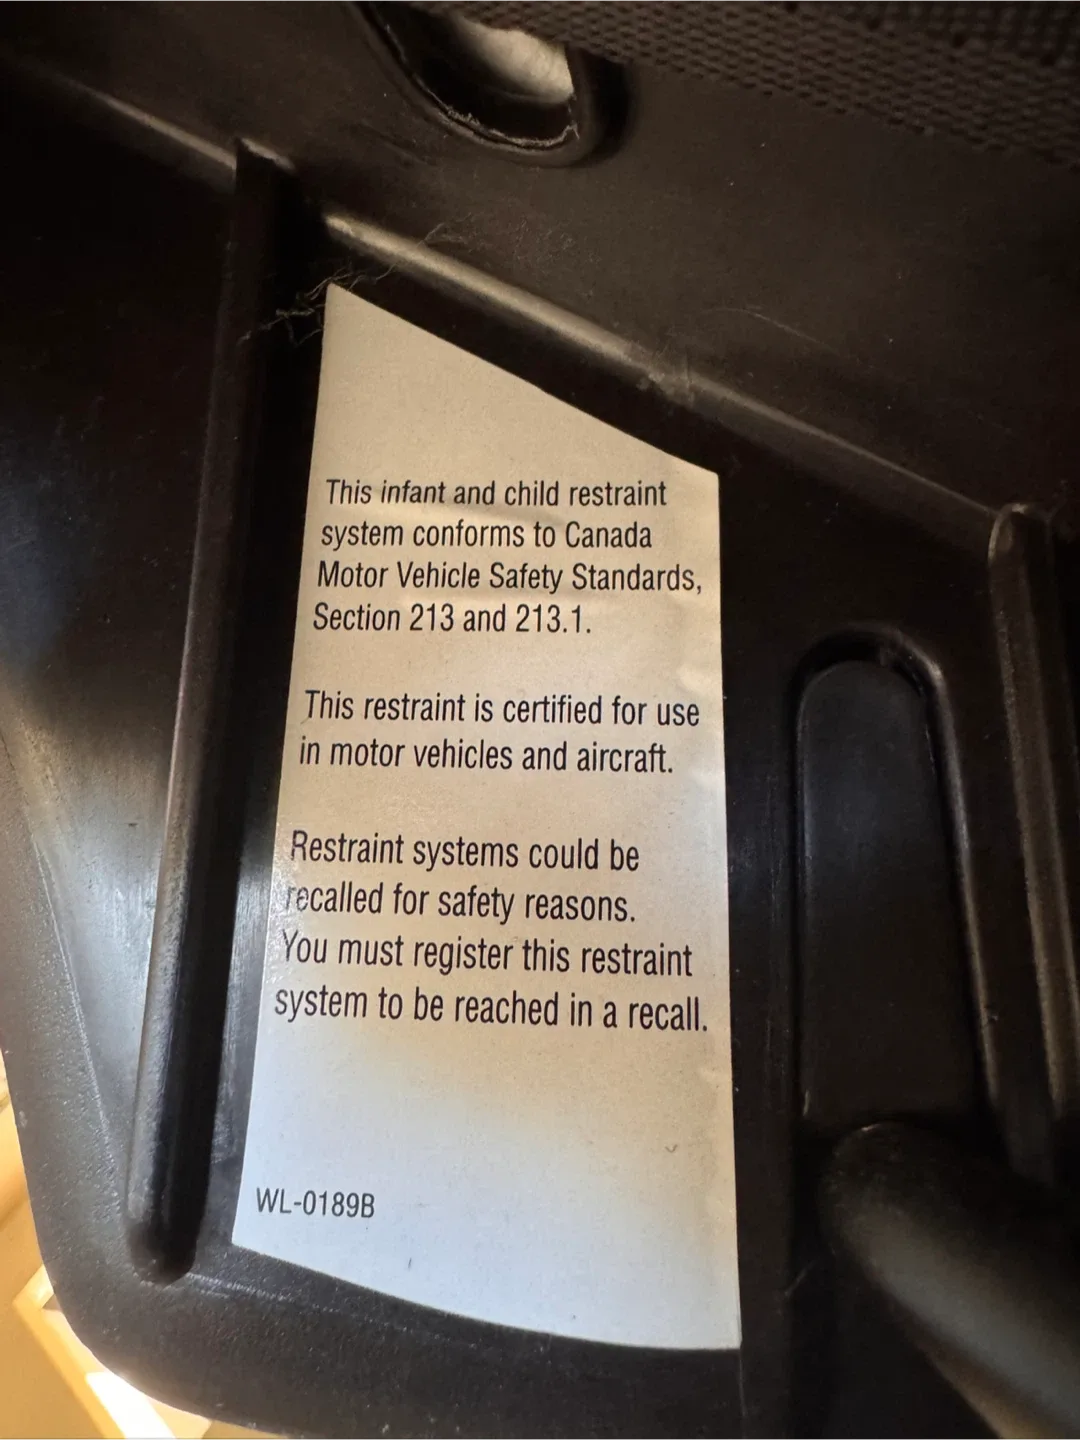 This infant and child restraint
system conforms to Canada
Motor Vehicle Safety Standards,
Section 213 and 213.1.
This restraint is certified for use
in motor vehicles and aircraft.
Restraint systems could be
recalled for safety reasons.
You must register this restraint
system to be reached in a recall.
WL-0189B